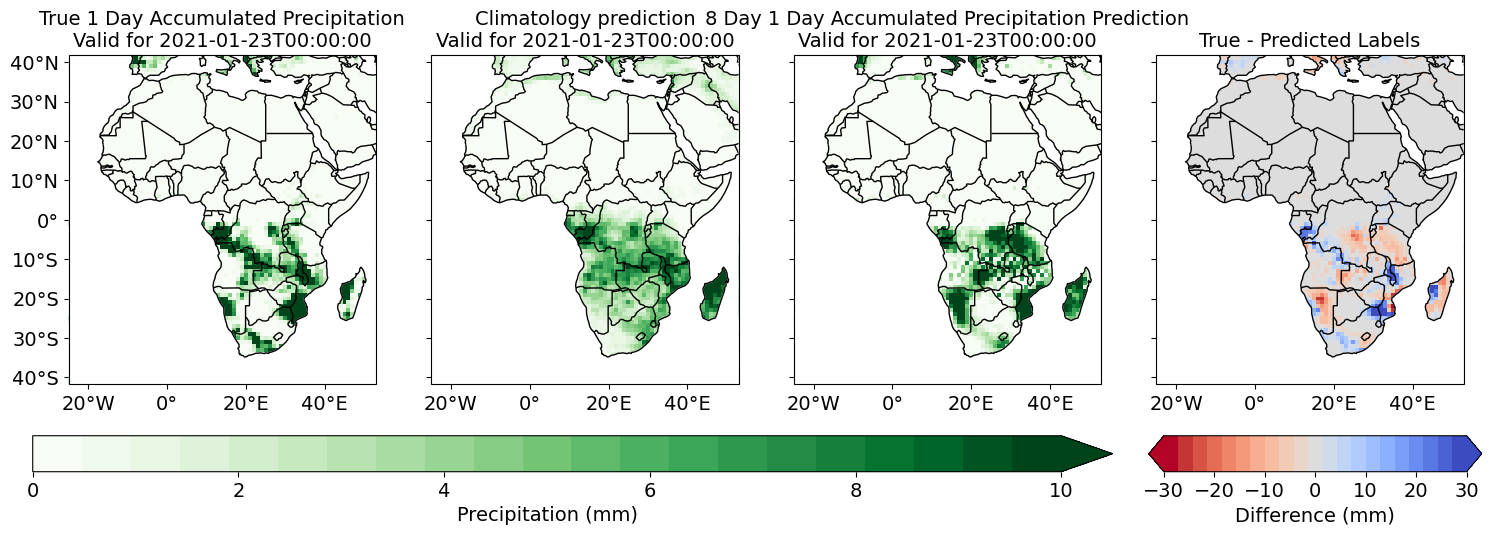 True 1 Day Accumulated Precipitation
Valid for 2021-01-23T00:00:00
Climatology prediction
Valid for 2021-01-23T00:00:00
8 Day 1 Day Accumulated Precipitation Prediction
Valid for 2021-01-23T00:00:00
True - Predicted Labels
40°N
30°N
20°N
10°N
0°
10°S
20°S
30°S
40°S
20°W 0° 20°E 40°E
20°W 0° 20°E 40°E
20°W 0° 20°E 40°E
20°W 0° 20°E 40°E
0 2 4 6 8 10
Precipitation (mm)
−30 −20 −10 0 10 20 30
Difference (mm)